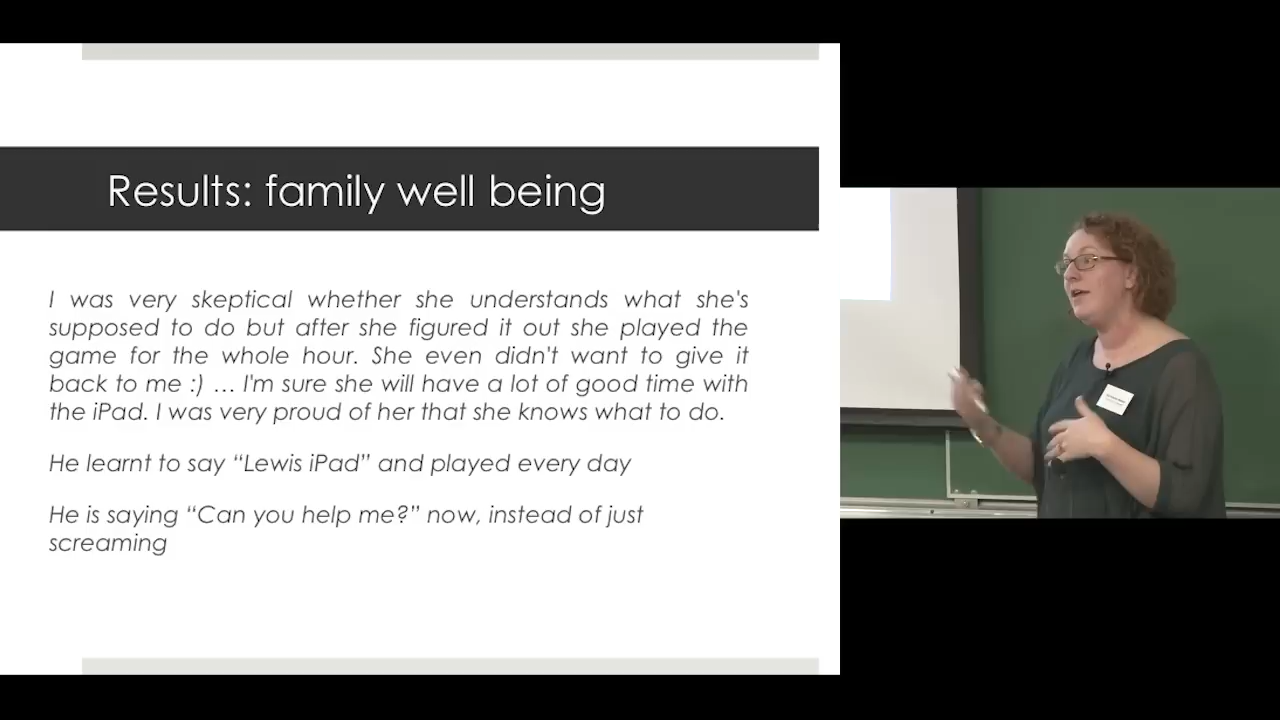 Results: family well being
I was very skeptical whether she understands what she's
supposed to do but after she figured it out she played the
game for the whole hour. She even didn't want to give it
back to me :) ... I'm sure she will have a lot of good time with
the iPad. I was very proud of her that she knows what to do.
He learnt to say “Lewis iPad” and played every day
He is saying “Can you help me?” now, instead of just
screaming